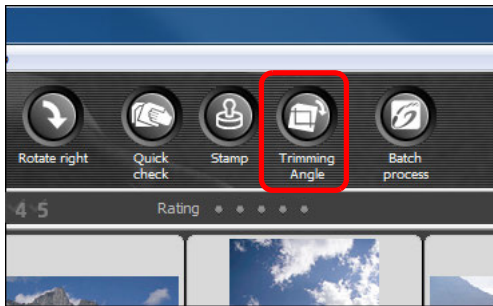 Rotate right
Quick
check
Stamp
Trimming
Angle
Batch
process
4 5
Rating